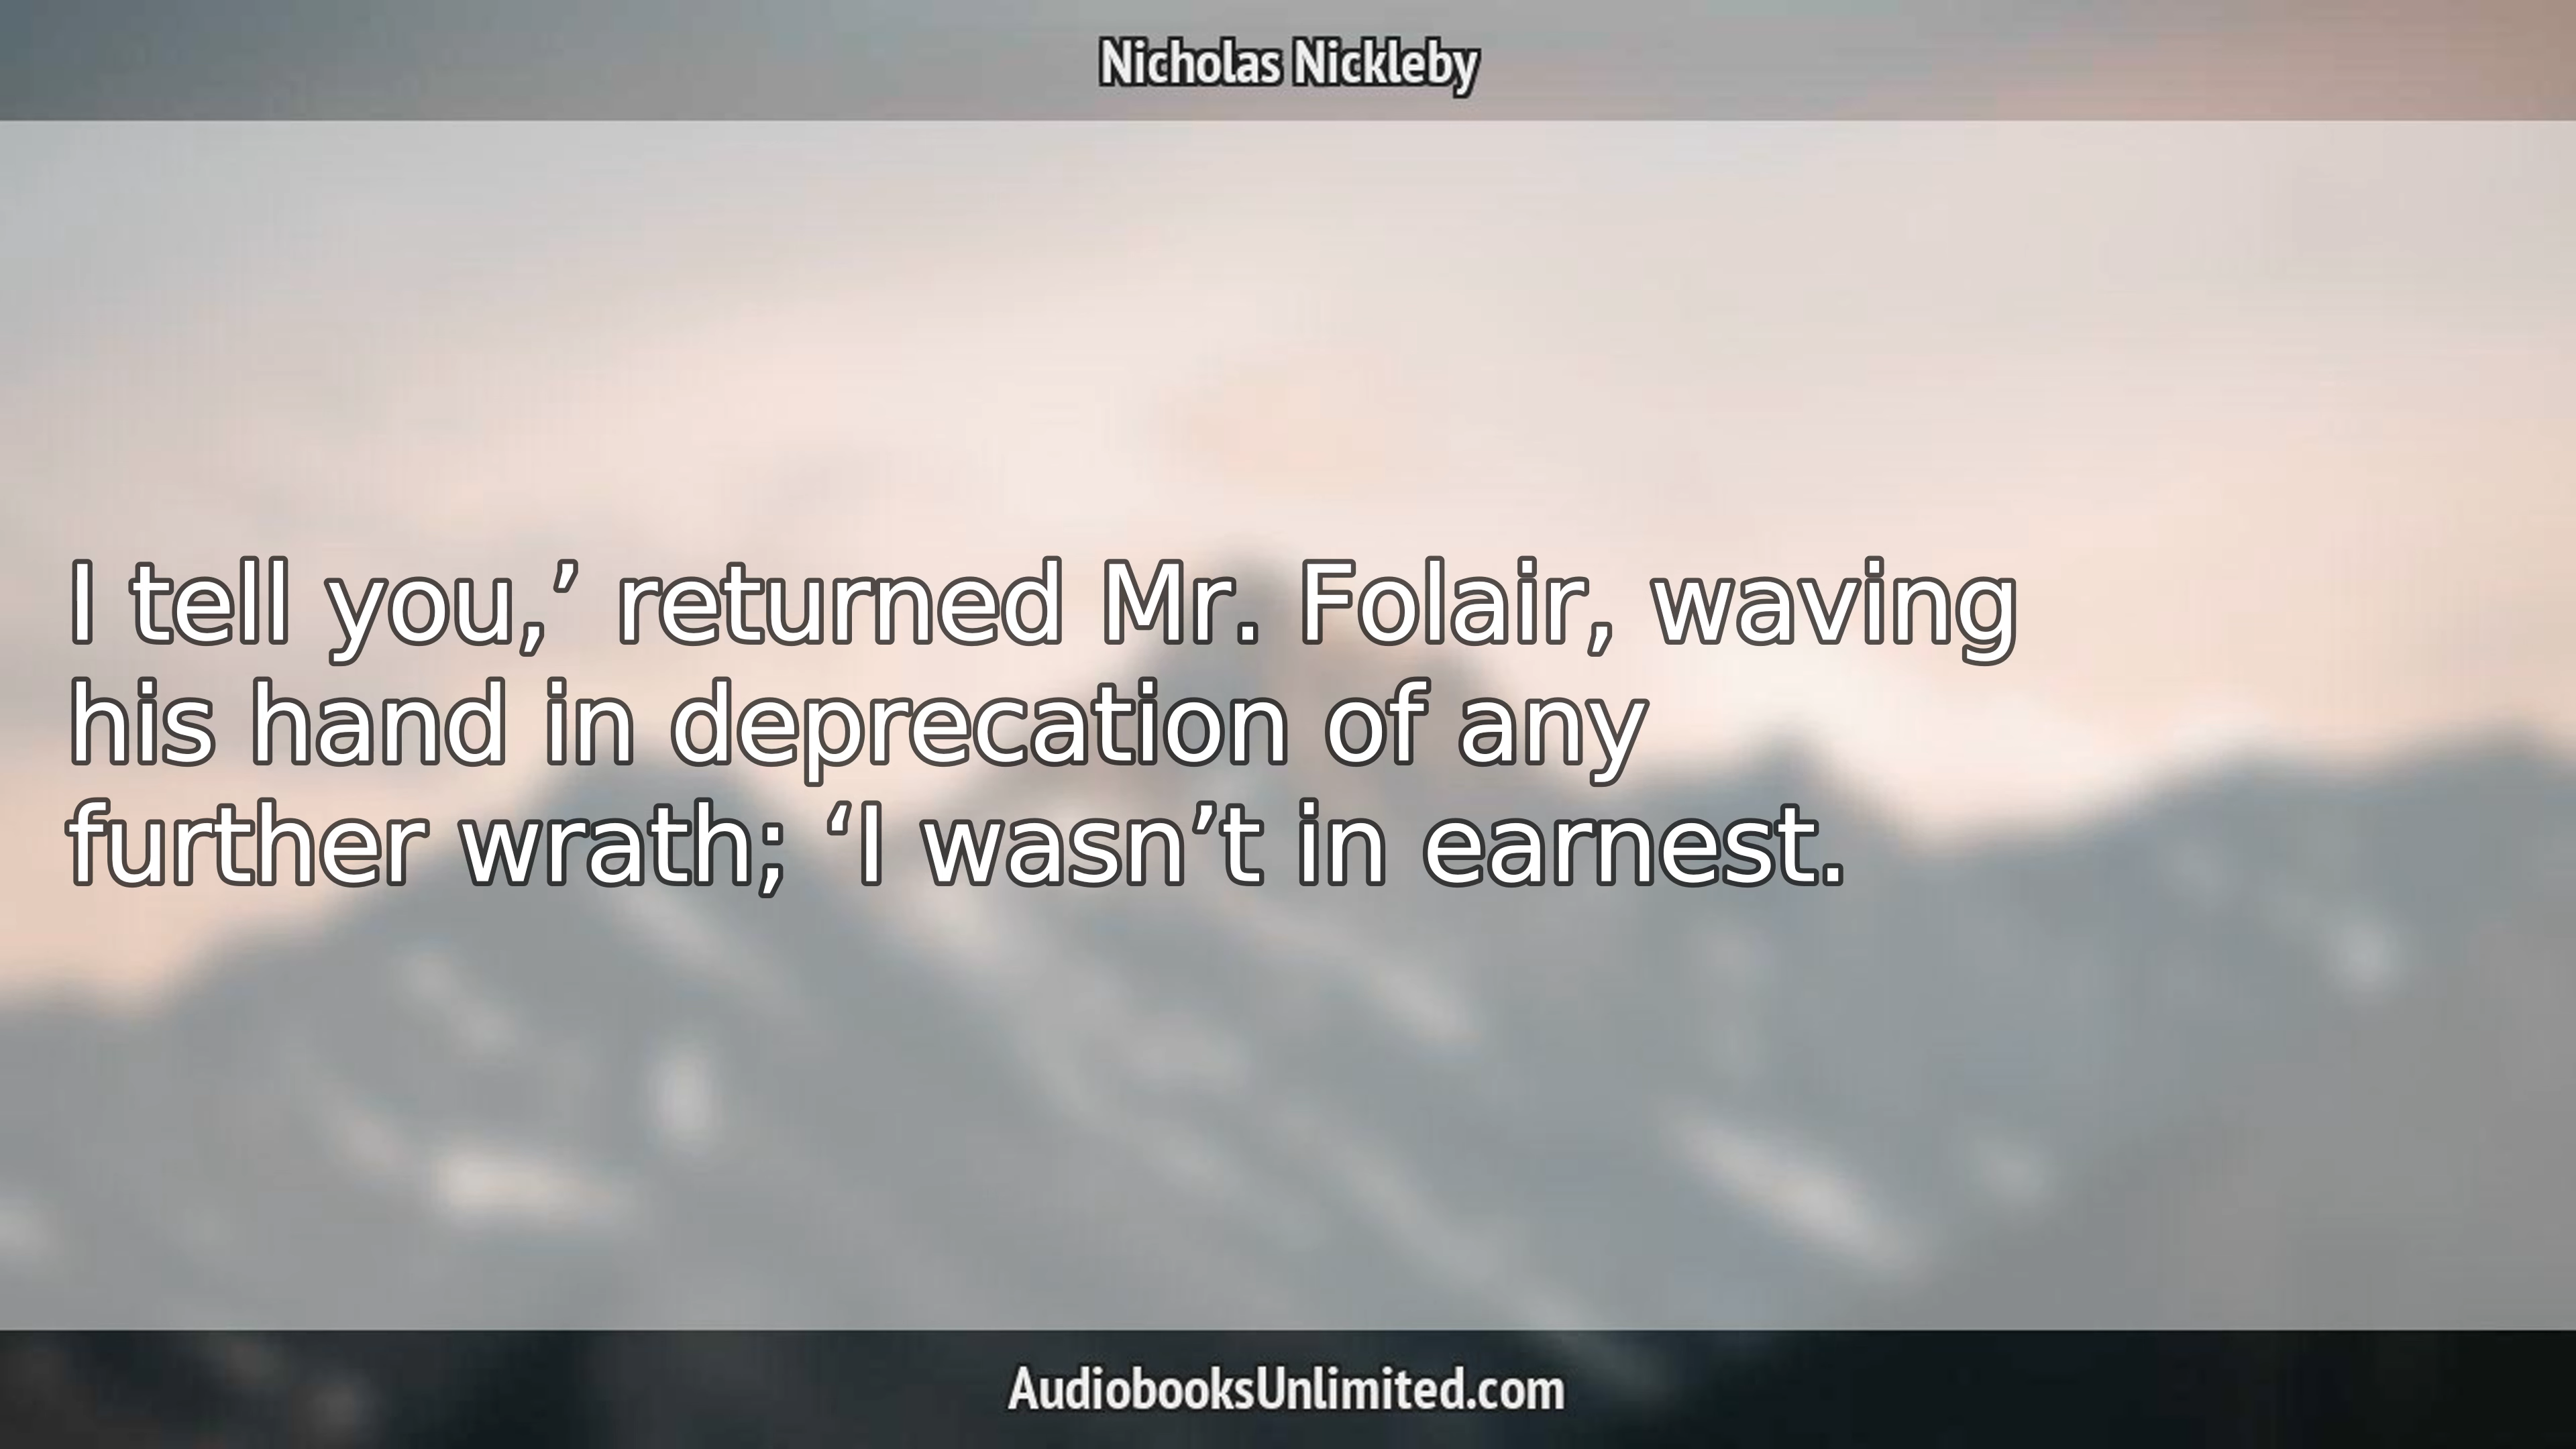 Nicholas Nickleby
I tell you,’ returned Mr. Folair, waving
his hand in deprecation of any
further wrath; ‘I wasn’t in earnest.
AudiobooksUnlimited.com